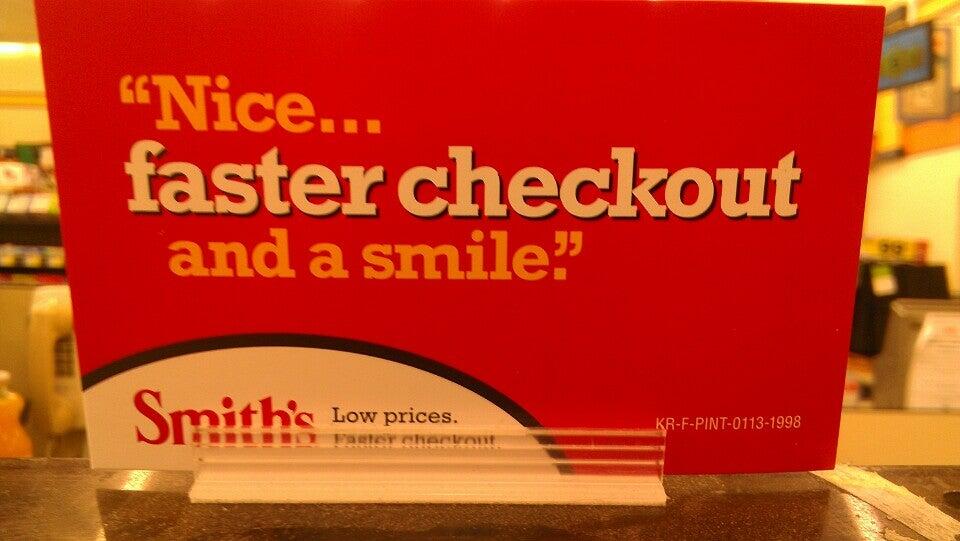 “Nice...
faster checkout
and a smile.”
Smith's
Low prices.
Faster checkout.
KR-F-PINT-0113-1998